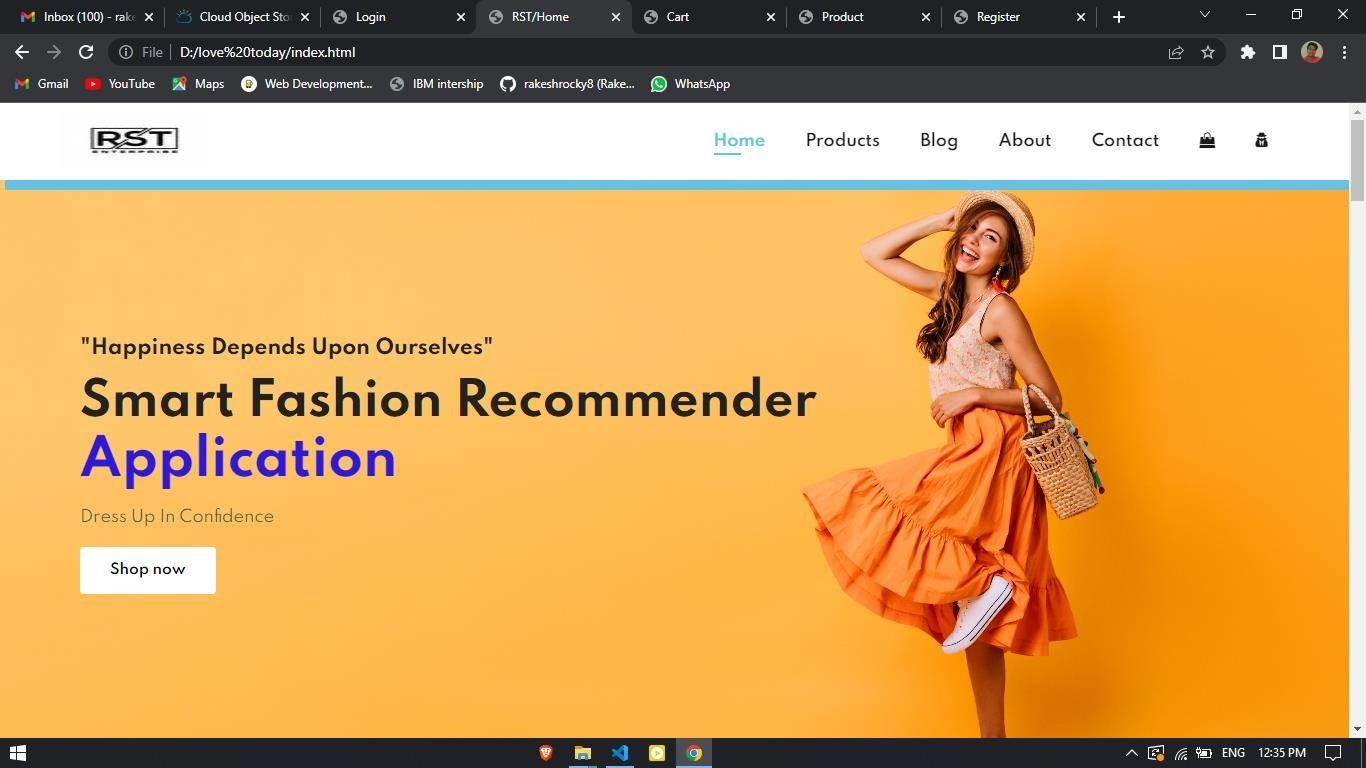 Inbox (100) - rake
Cloud Object Sto
Login
RST/Home
Cart
Product
Register
File
D:/love%20today/index.html
Gmail
YouTube
Maps
Web Development...
IBM intership
rakeshrocky8 (Rake...
WhatsApp
RST
ENTERPRISE
Home
Products
Blog
About
Contact
"Happiness Depends Upon Ourselves"
Smart Fashion Recommender
Application
Dress Up In Confidence
Shop now
ENG
12:35 PM